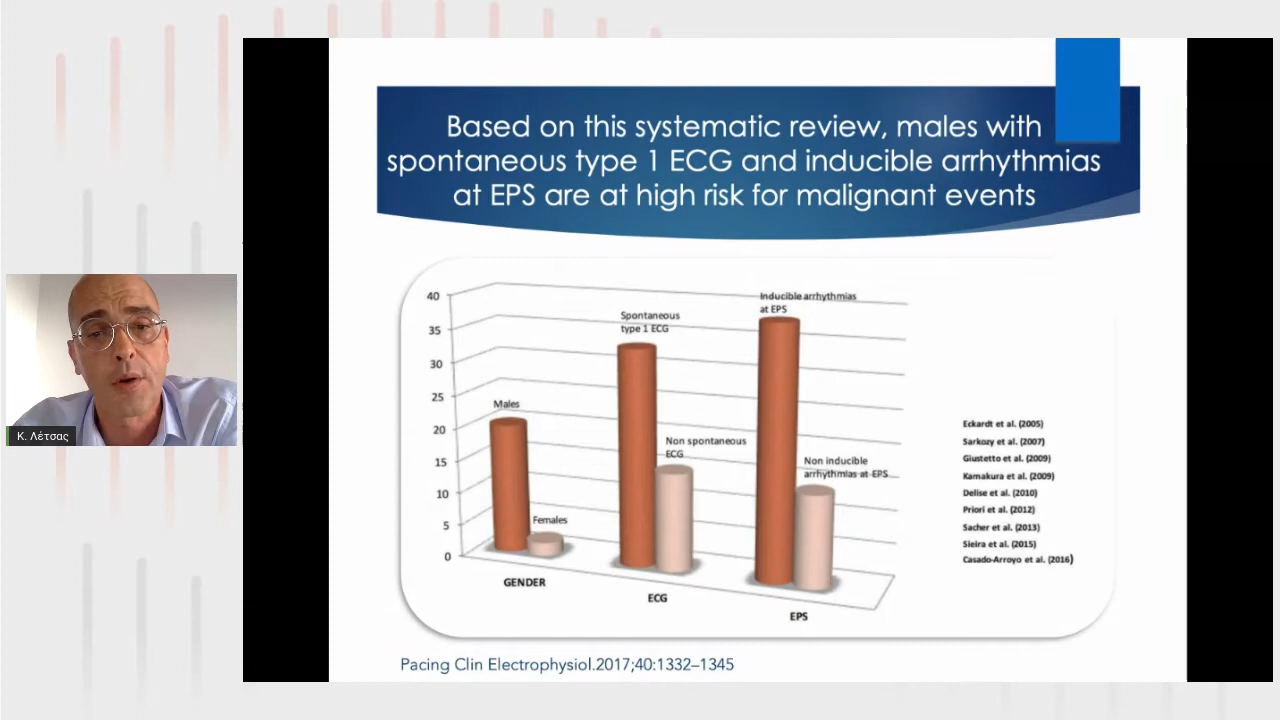 Based on this systematic review, males with
spontaneous type 1 ECG and inducible arrhythmias
at EPS are at high risk for malignant events
40
35
30
25
20
15
10
5
0
Males
Females
GENDER
Spontaneous
type 1 ECG
Non spontaneous
ECG
ECG
Inducible arrhythmias
at EPS
Non inducible
arrhythmias at EPS
EPS
Eckardt et al. (2005)
Sarkozy et al. (2007)
Giustetto et al. (2009)
Kamakura et al. (2009)
Delise et al. (2010)
Priori et al. (2012)
Sacher et al. (2013)
Sieira et al. (2015)
Casado-Arroyo et al. (2016)
Pacing Clin Electrophysiol.2017;40:1332–1345
Κ. Λέτσας